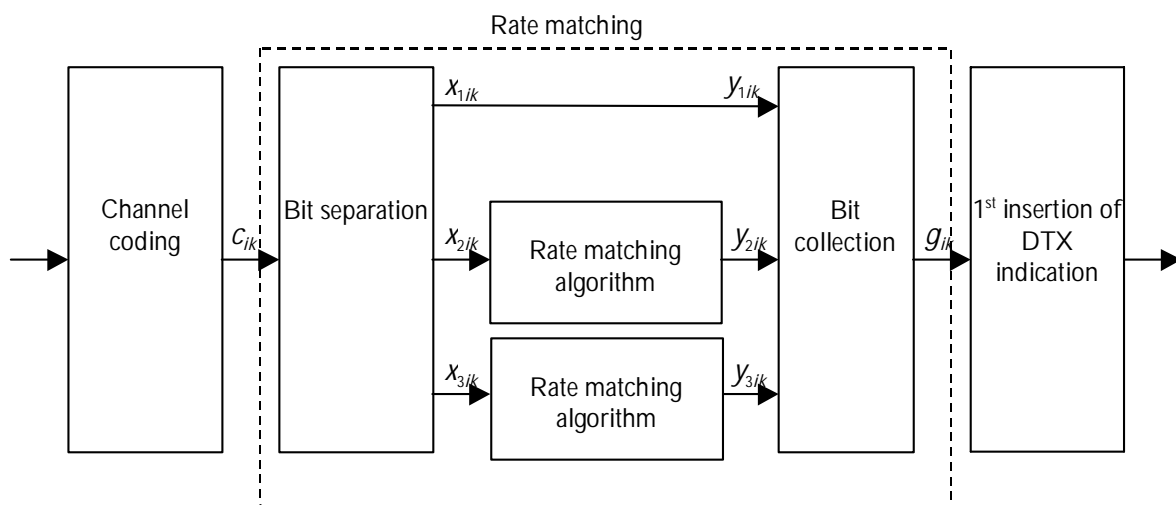 Rate matching
x1ik
y1ik
Channel
coding
cik
Bit separation
x2ik
Rate matching
algorithm
y2ik
Bit
collection
gik
1st insertion of
DTX
indication
x3ik
Rate matching
algorithm
y3ik